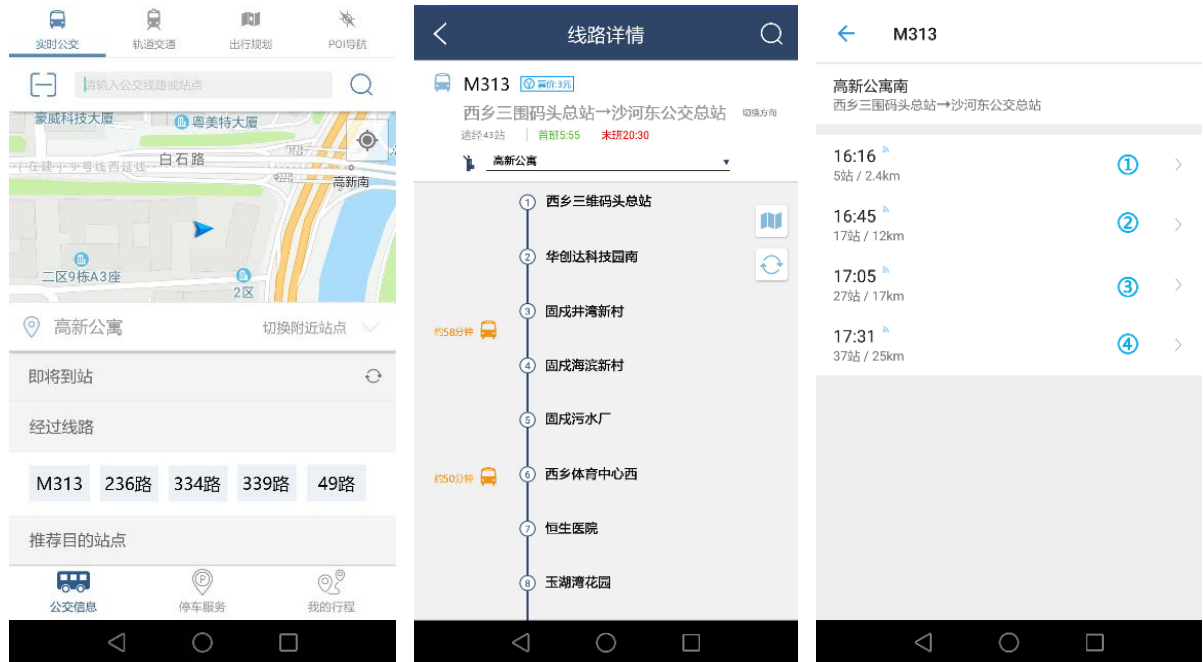 实时公交
轨道交通
出行规划
POI导航
请输入公交线路或站点
豪威科技大厦
粤美特大厦
白石路
(在建)9号线西延线
高新南
二区9栋A3座
2区
高新公寓
切换附近站点
即将到站
经过线路
M313 236路 334路 339路 49路
推荐目的站点
公交信息
停车服务
我的行程
线路详情
M313 票价:3元
西乡三围码头总站→沙河东公交总站 切换方向
途经43站 首班5:55 末班20:30
高新公寓
1 西乡三维码头总站
2 华创达科技园南
3 固戍井湾新村
约58分钟
4 固戍海滨新村
5 固戍污水厂
约50分钟
6 西乡体育中心西
7 恒生医院
8 玉湖湾花园
M313
高新公寓南
西乡三围码头总站→沙河东公交总站
16:16
5站 / 2.4km
①
16:45
17站 / 12km
②
17:05
27站 / 17km
③
17:31
37站 / 25km
④